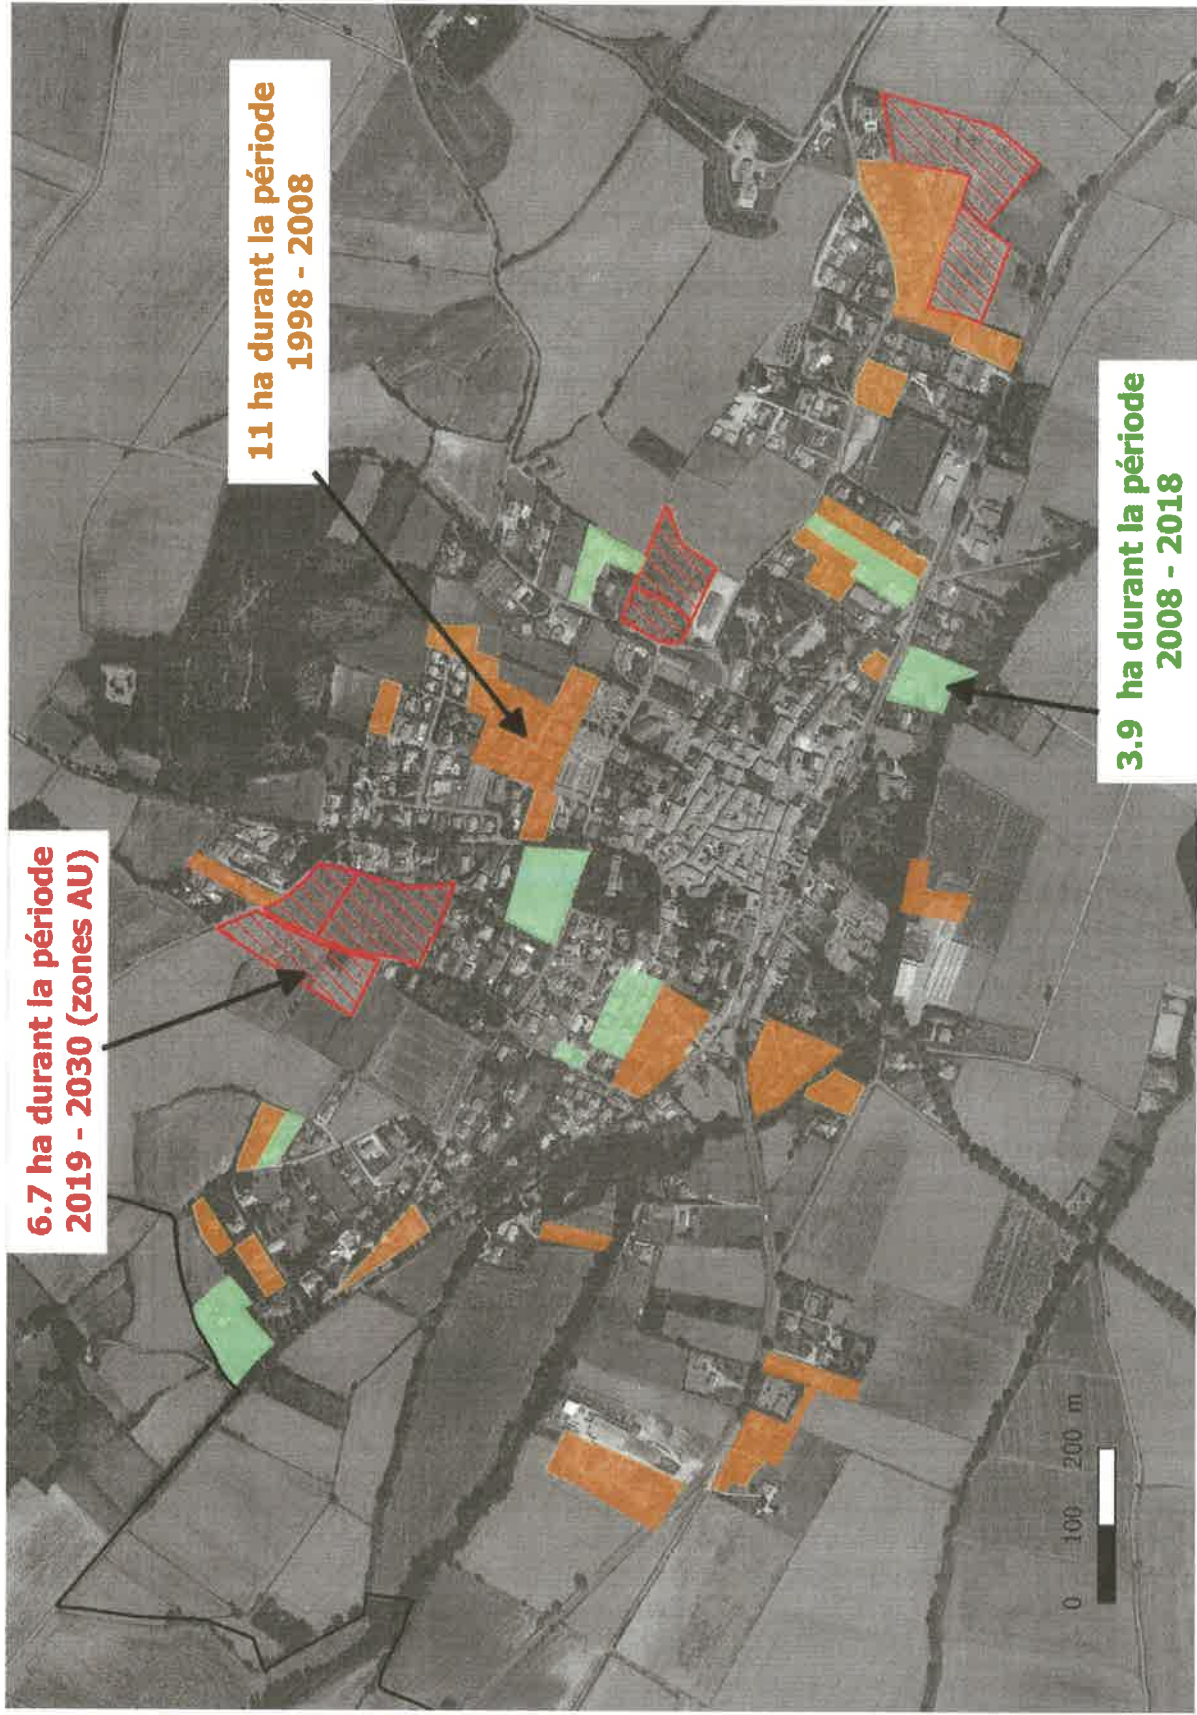 6.7 ha durant la période
2019 - 2030 (zones AU)
11 ha durant la période
1998 - 2008
3.9 ha durant la période
2008 - 2018
0 100 200 m